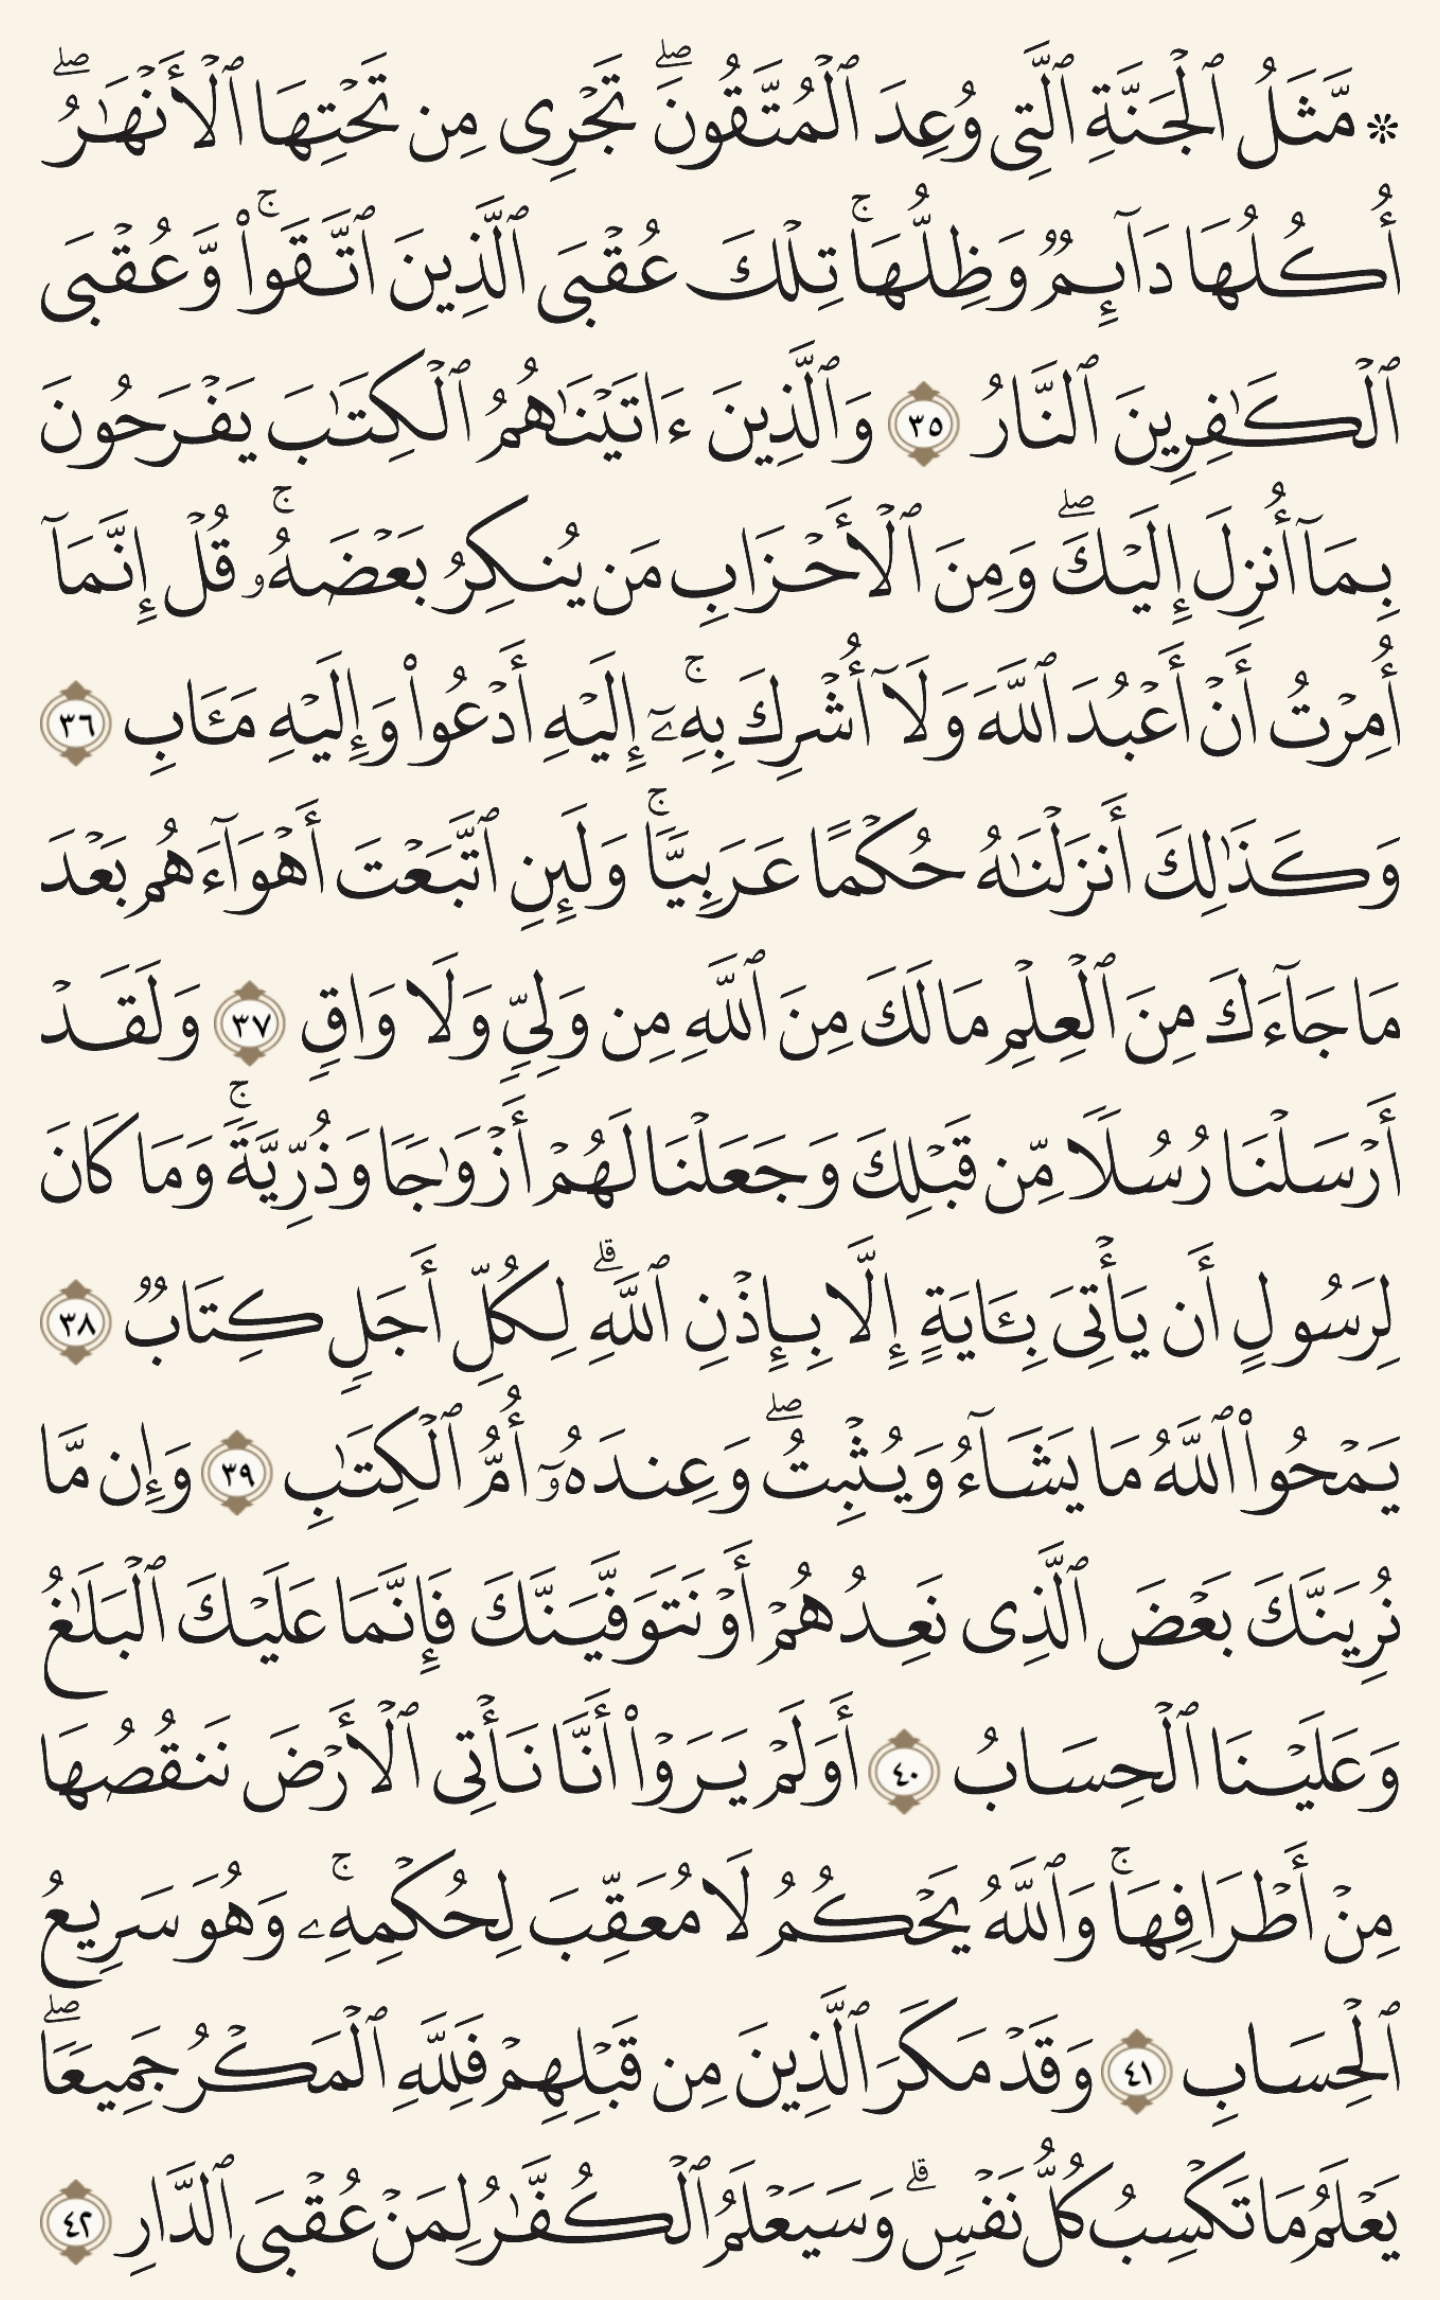 ۞ مَّثَلُ ٱلۡجَنَّةِ ٱلَّتِي وُعِدَ ٱلۡمُتَّقُونَۖ تَجۡرِي مِن تَحۡتِهَا ٱلۡأَنۡهَٰرُۖ
أُكُلُهَا دَآئِمٞ وَظِلُّهَاۚ تِلۡكَ عُقۡبَى ٱلَّذِينَ ٱتَّقَواْۚ وَّعُقۡبَى
ٱلۡكَٰفِرِينَ ٱلنَّارُ ٣٥ وَٱلَّذِينَ ءَاتَيۡنَٰهُمُ ٱلۡكِتَٰبَ يَفۡرَحُونَ
بِمَآ أُنزِلَ إِلَيۡكَۖ وَمِنَ ٱلۡأَحۡزَابِ مَن يُنكِرُ بَعۡضَهُۥۚ قُلۡ إِنَّمَآ
أُمِرۡتُ أَنۡ أَعۡبُدَ ٱللَّهَ وَلَآ أُشۡرِكَ بِهِۦٓۚ إِلَيۡهِ أَدۡعُواْ وَإِلَيۡهِ مَـَٔابِ ٣٦
وَكَذَٰلِكَ أَنزَلۡنَٰهُ حُكۡمًا عَرَبِيّٗاۚ وَلَئِنِ ٱتَّبَعۡتَ أَهۡوَآءَهُم بَعۡدَ
مَا جَآءَكَ مِنَ ٱلۡعِلۡمِ مَا لَكَ مِنَ ٱللَّهِ مِن وَلِيّٖ وَلَا وَاقٖ ٣٧ وَلَقَدۡ
أَرۡسَلۡنَا رُسُلٗا مِّن قَبۡلِكَ وَجَعَلۡنَا لَهُمۡ أَزۡوَٰجٗا وَذُرِّيَّةٗۚ وَمَا كَانَ
لِرَسُولٍ أَن يَأۡتِيَ بِـَٔايَةٍ إِلَّا بِإِذۡنِ ٱللَّهِۗ لِكُلِّ أَجَلٖ كِتَابٞ ٣٨
يَمۡحُواْ ٱللَّهُ مَا يَشَآءُ وَيُثۡبِتُۖ وَعِندَهُۥٓ أُمُّ ٱلۡكِتَٰبِ ٣٩ وَإِن مَّا
نُرِيَنَّكَ بَعۡضَ ٱلَّذِي نَعِدُهُمۡ أَوۡ نَتَوَفَّيَنَّكَ فَإِنَّمَا عَلَيۡكَ ٱلۡبَلَٰغُ
وَعَلَيۡنَا ٱلۡحِسَابُ ٤٠ أَوَلَمۡ يَرَوۡاْ أَنَّا نَأۡتِي ٱلۡأَرۡضَ نَنقُصُهَا
مِنۡ أَطۡرَافِهَاۚ وَٱللَّهُ يَحۡكُمُ لَا مُعَقِّبَ لِحُكۡمِهِۦۚ وَهُوَ سَرِيعُ
ٱلۡحِسَابِ ٤١ وَقَدۡ مَكَرَ ٱلَّذِينَ مِن قَبۡلِهِمۡ فَلِلَّهِ ٱلۡمَكۡرُ جَمِيعٗاۖ
يَعۡلَمُ مَا تَكۡسِبُ كُلُّ نَفۡسٖۗ وَسَيَعۡلَمُ ٱلۡكُفَّٰرُ لِمَنۡ عُقۡبَى ٱلدَّارِ ٤٢